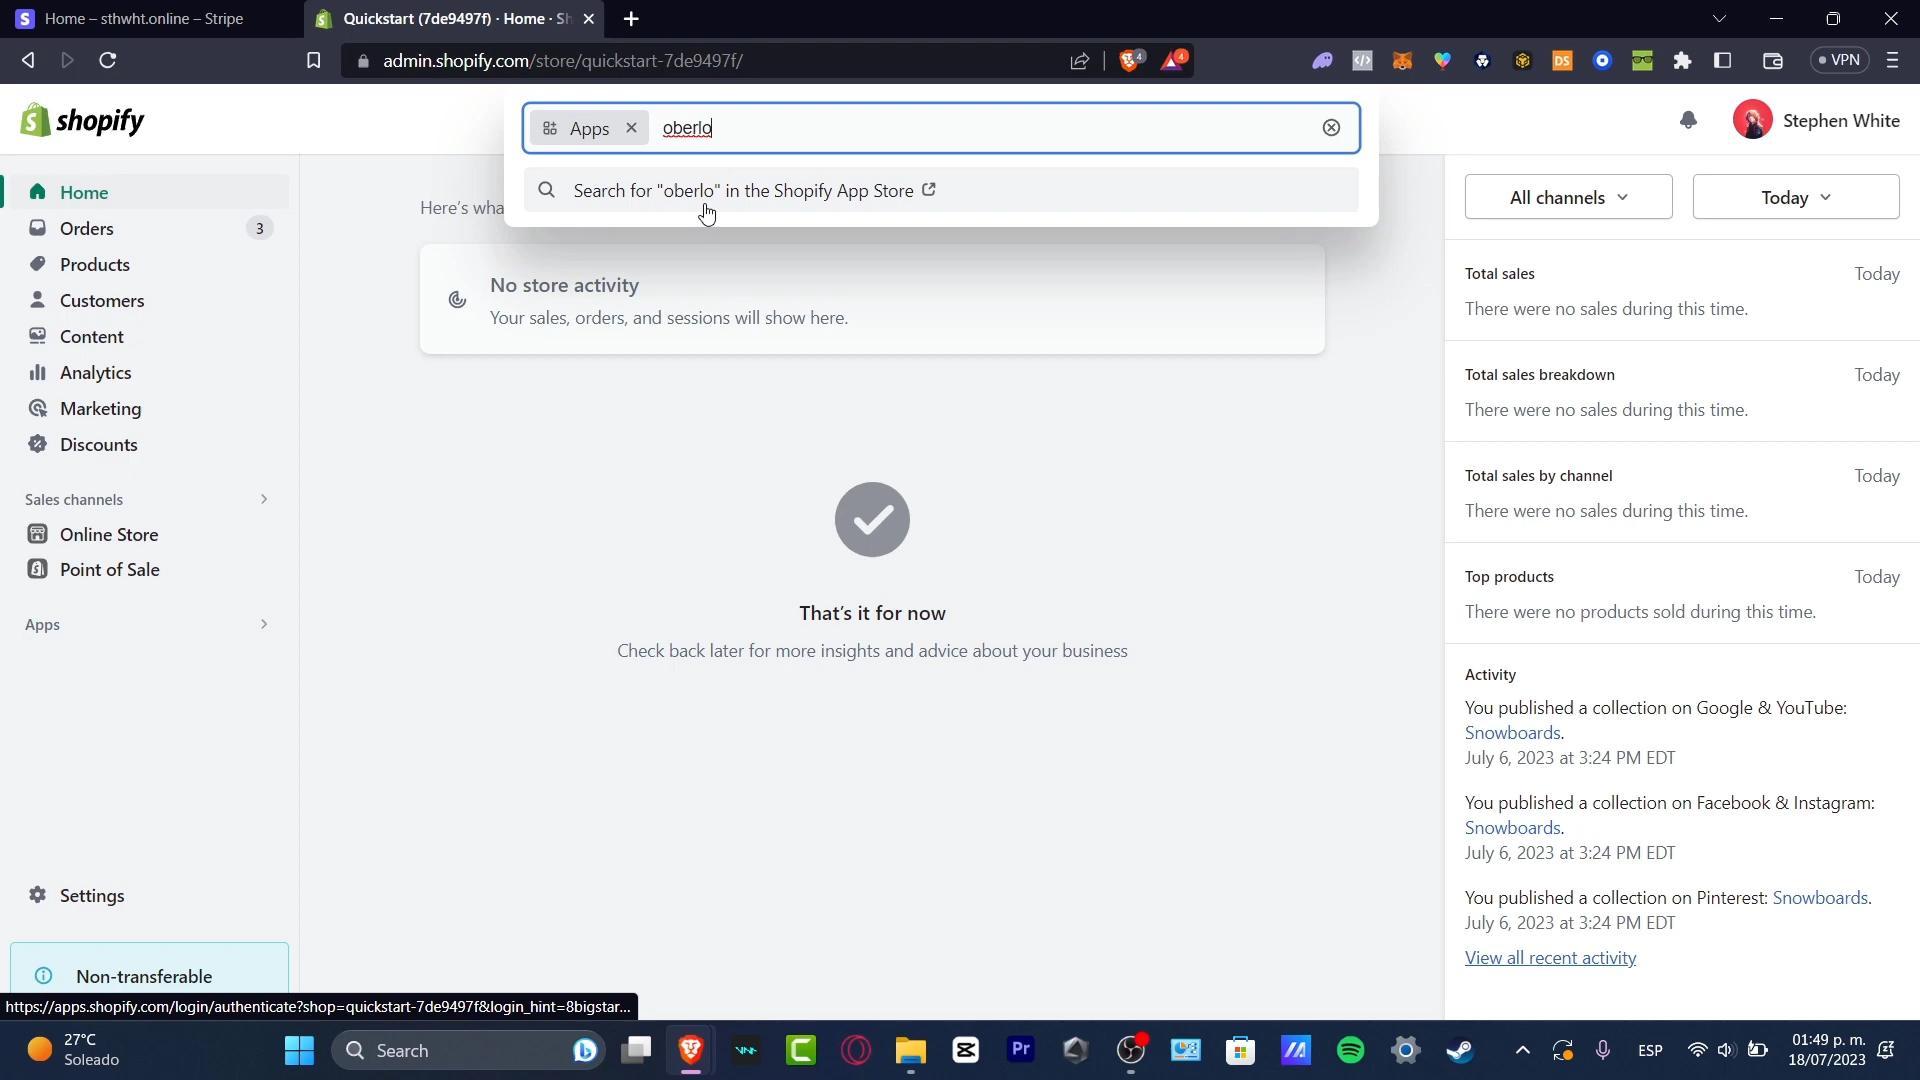 Home – sthwht.online – Stripe
Quickstart (7de9497f) · Home · Sh
admin.shopify.com/store/quickstart-7de9497f/
4
4
DS
VPN
shopify
Apps
oberlo
Stephen White
Search for "oberlo" in the Shopify App Store
Here's wha
All channels
Today
Home
Orders
3
Products
Customers
Content
Analytics
Marketing
Discounts
Sales channels
Online Store
Point of Sale
Apps
Settings
Non-transferable
No store activity
Your sales, orders, and sessions will show here.
That's it for now
Check back later for more insights and advice about your business
Total sales
Today
There were no sales during this time.
Total sales breakdown
Today
There were no sales during this time.
Total sales by channel
Today
There were no sales during this time.
Top products
Today
There were no products sold during this time.
Activity
You published a collection on Google & YouTube:
Snowboards.
July 6, 2023 at 3:24 PM EDT
You published a collection on Facebook & Instagram:
Snowboards.
July 6, 2023 at 3:24 PM EDT
You published a collection on Pinterest: Snowboards.
July 6, 2023 at 3:24 PM EDT
View all recent activity
https://apps.shopify.com/login/authenticate?shop=quickstart-7de9497f&login_hint=8bigstar...
27°C
Soleado
Search
Pr
ESP
01:49 p. m.
18/07/2023